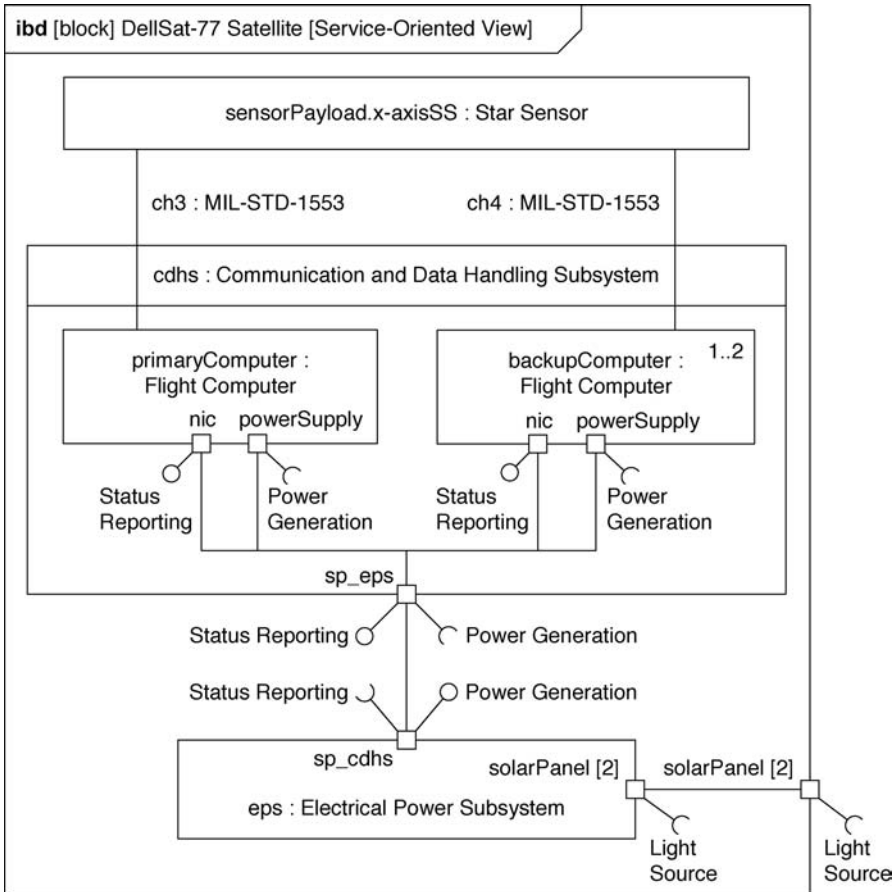 ibd [block] DellSat-77 Satellite [Service-Oriented View]
sensorPayload.x-axisSS : Star Sensor
ch3 : MIL-STD-1553
ch4 : MIL-STD-1553
cdhs : Communication and Data Handling Subsystem
primaryComputer :
Flight Computer
nic
powerSupply
backupComputer :
Flight Computer
1..2
nic
powerSupply
Status
Reporting
Power
Generation
Status
Reporting
Power
Generation
sp_eps
Status Reporting
Power Generation
Status Reporting
Power Generation
sp_cdhs
solarPanel [2]
solarPanel [2]
eps : Electrical Power Subsystem
Light
Source
Light
Source